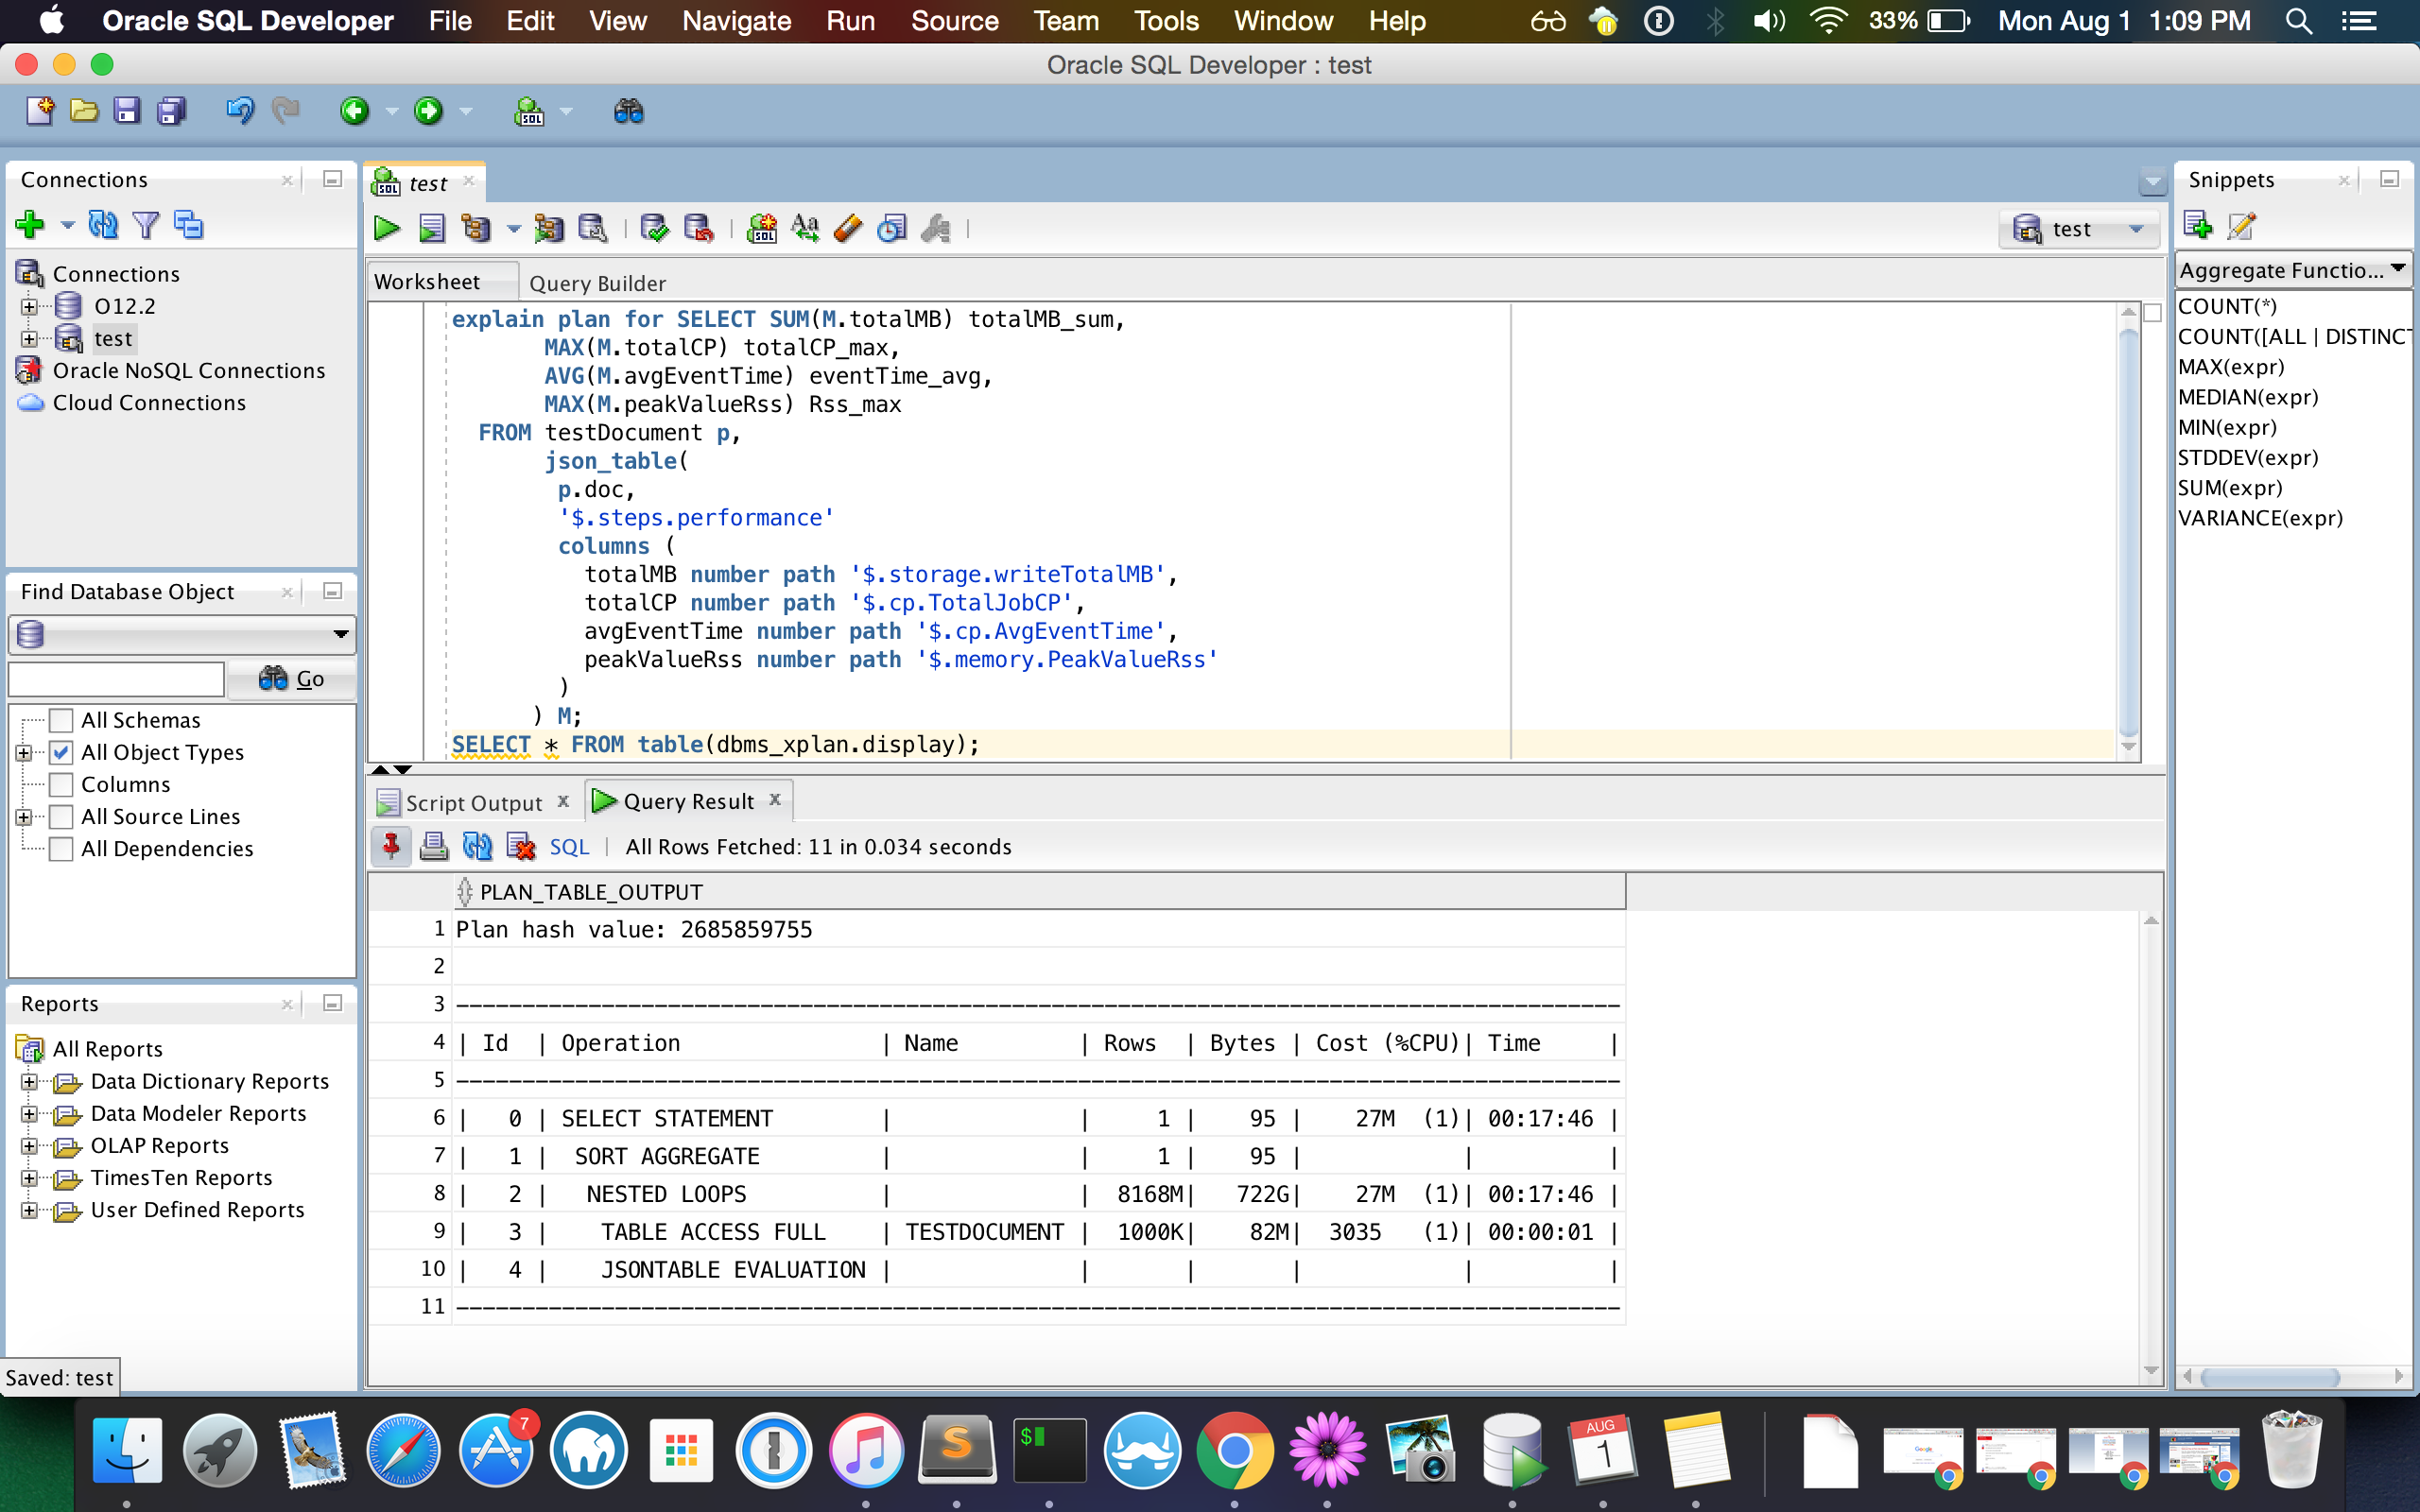 Oracle SQL Developer File Edit View Navigate Run Source Team Tools Window Help 33% Mon Aug 1 1:09 PM
Oracle SQL Developer : test
Connections
Connections
O12.2
test
Oracle NoSQL Connections
Cloud Connections
Find Database Object
Go
All Schemas
All Object Types
Columns
All Source Lines
All Dependencies
Reports
All Reports
Data Dictionary Reports
Data Modeler Reports
OLAP Reports
TimesTen Reports
User Defined Reports
Saved: test
test
test
Worksheet Query Builder
explain plan for SELECT SUM(M.totalMB) totalMB_sum,
MAX(M.totalCP) totalCP_max,
AVG(M.avgEventTime) eventTime_avg,
MAX(M.peakValueRss) Rss_max
FROM testDocument p,
json_table(
p.doc,
'$.steps.performance'
columns (
totalMB number path '$.storage.writeTotalMB',
totalCP number path '$.cp.TotalJobCP',
avgEventTime number path '$.cp.AvgEventTime',
peakValueRss number path '$.memory.PeakValueRss'
)
) M;
SELECT * FROM table(dbms_xplan.display);
Script Output Query Result
SQL | All Rows Fetched: 11 in 0.034 seconds
PLAN_TABLE_OUTPUT
1 Plan hash value: 2685859755
2
3 ----------------------------------------------------------------------------------------
4 | Id | Operation | Name | Rows | Bytes | Cost (%CPU)| Time |
5 ----------------------------------------------------------------------------------------
6 | 0 | SELECT STATEMENT | | 1 | 95 | 27M (1)| 00:17:46 |
7 | 1 | SORT AGGREGATE | | 1 | 95 | | |
8 | 2 | NESTED LOOPS | | 8168M| 722G| 27M (1)| 00:17:46 |
9 | 3 | TABLE ACCESS FULL | TESTDOCUMENT | 1000K| 82M| 3035 (1)| 00:00:01 |
10 | 4 | JSONTABLE EVALUATION | | | | | |
11 ----------------------------------------------------------------------------------------
Snippets
Aggregate Functio...
COUNT(*)
COUNT([ALL | DISTINCT
MAX(expr)
MEDIAN(expr)
MIN(expr)
STDDEV(expr)
SUM(expr)
VARIANCE(expr)
7
AUG
1